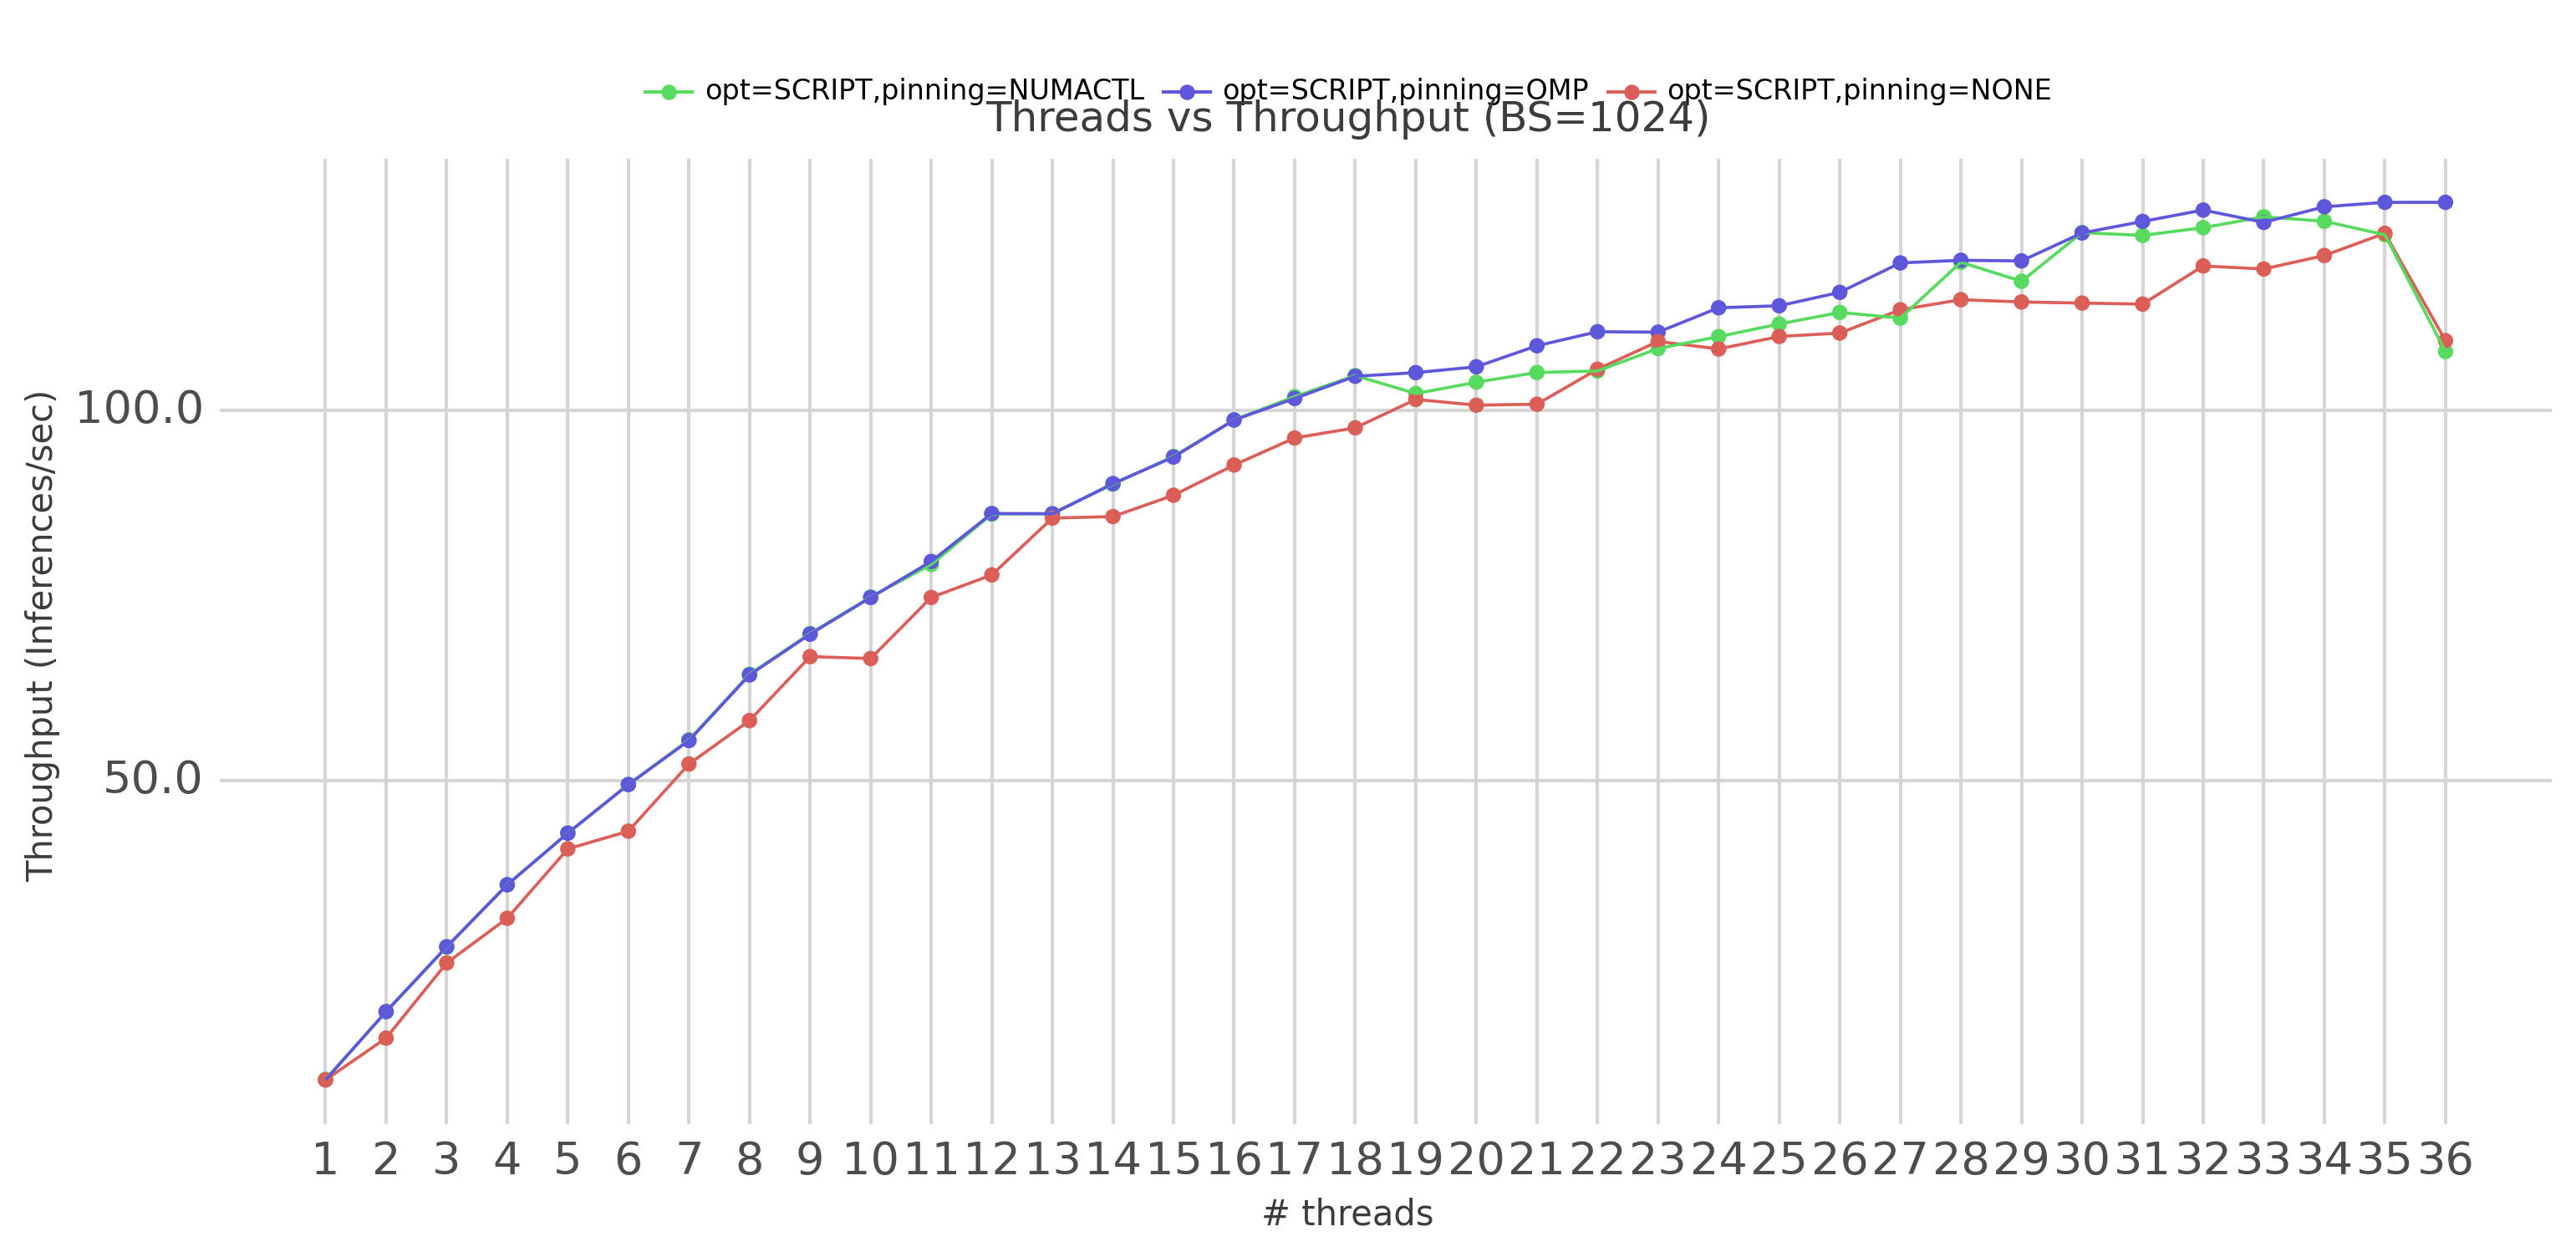 opt=SCRIPT,pinning=NUMACTL opt=SCRIPT,pinning=OMP opt=SCRIPT,pinning=NONE
Threads vs Throughput (BS=1024)
Throughput (Inferences/sec)
100.0
50.0
1 2 3 4 5 6 7 8 9 10 11 12 13 14 15 16 17 18 19 20 21 22 23 24 25 26 27 28 29 30 31 32 33 34 35 36
# threads